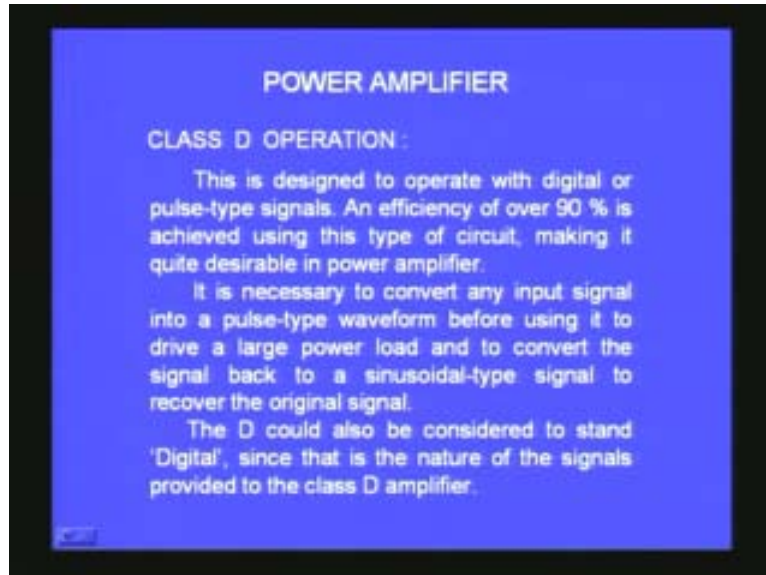 POWER AMPLIFIER
CLASS D OPERATION :
This is designed to operate with digital or
pulse-type signals. An efficiency of over 90 % is
achieved using this type of circuit, making it
quite desirable in power amplifier.
It is necessary to convert any input signal
into a pulse-type waveform before using it to
drive a large power load and to convert the
signal back to a sinusoidal-type signal to
recover the original signal.
The D could also be considered to stand
'Digital', since that is the nature of the signals
provided to the class D amplifier.